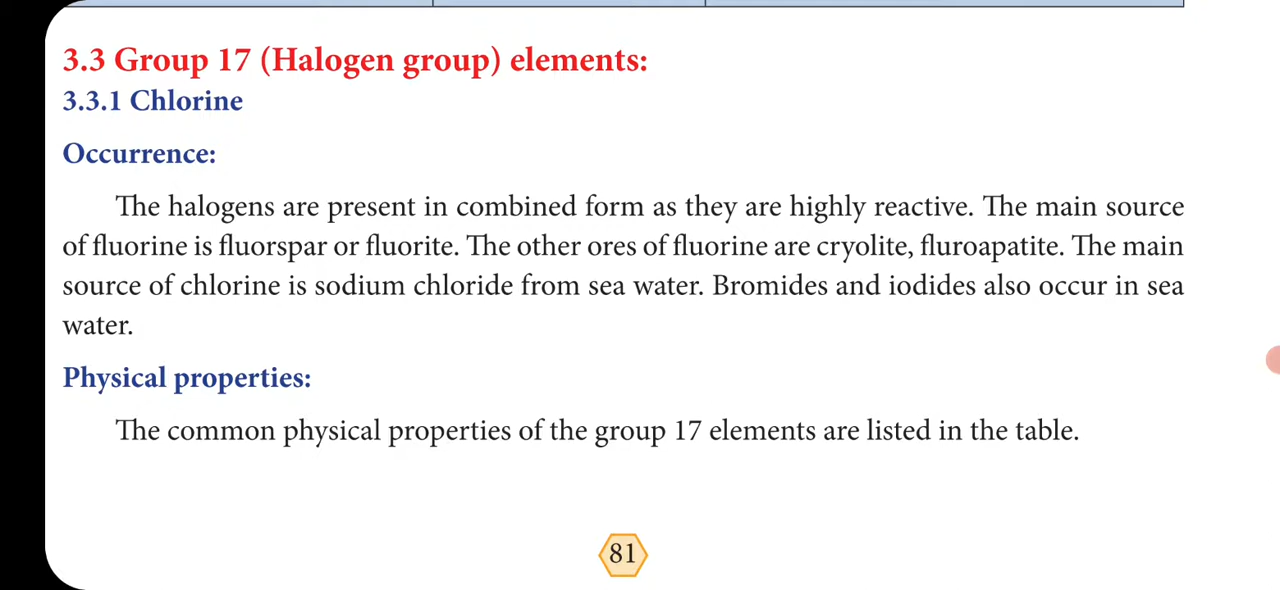 3.3 Group 17 (Halogen group) elements:
3.3.1 Chlorine
Occurrence:
The halogens are present in combined form as they are highly reactive. The main source
of fluorine is fluorspar or fluorite. The other ores of fluorine are cryolite, fluroapatite. The main
source of chlorine is sodium chloride from sea water. Bromides and iodides also occur in sea
water.
Physical properties:
The common physical properties of the group 17 elements are listed in the table.
81